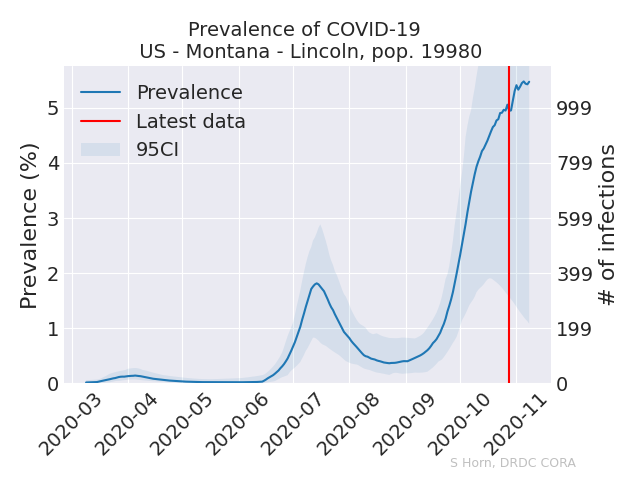 Prevalence of COVID-19
US - Montana - Lincoln, pop. 19980
Prevalence
Latest data
95CI
Prevalence (%)
5
4
3
2
1
0
999
799
599
399
199
0
# of infections
2020-03
2020-04
2020-05
2020-06
2020-07
2020-08
2020-09
2020-10
2020-11
S Horn, DRDC CORA